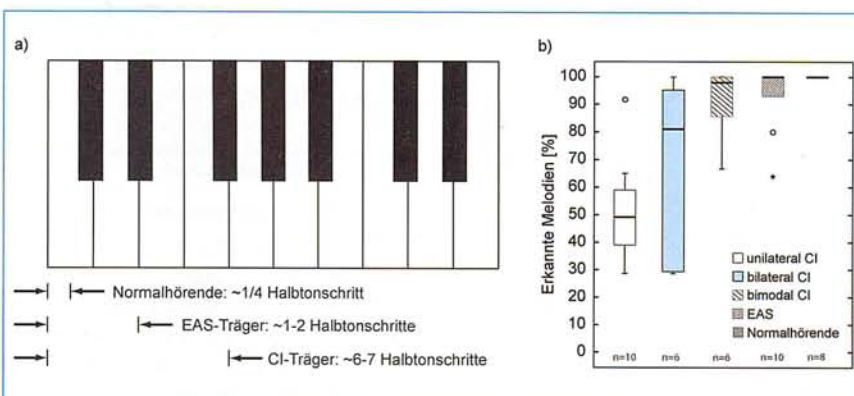 a)
Normalhörende: ~1/4 Halbtonschritt
EAS-Träger: ~1-2 Halbtonschritte
CI-Träger: ~6-7 Halbtonschritte
b)
Erkannte Melodien [%]
100
90
80
70
60
50
40
30
20
10
0
unilateral CI
bilateral CI
bimodal CI
EAS
Normalhörende
n=10 n=6 n=6 n=10 n=8